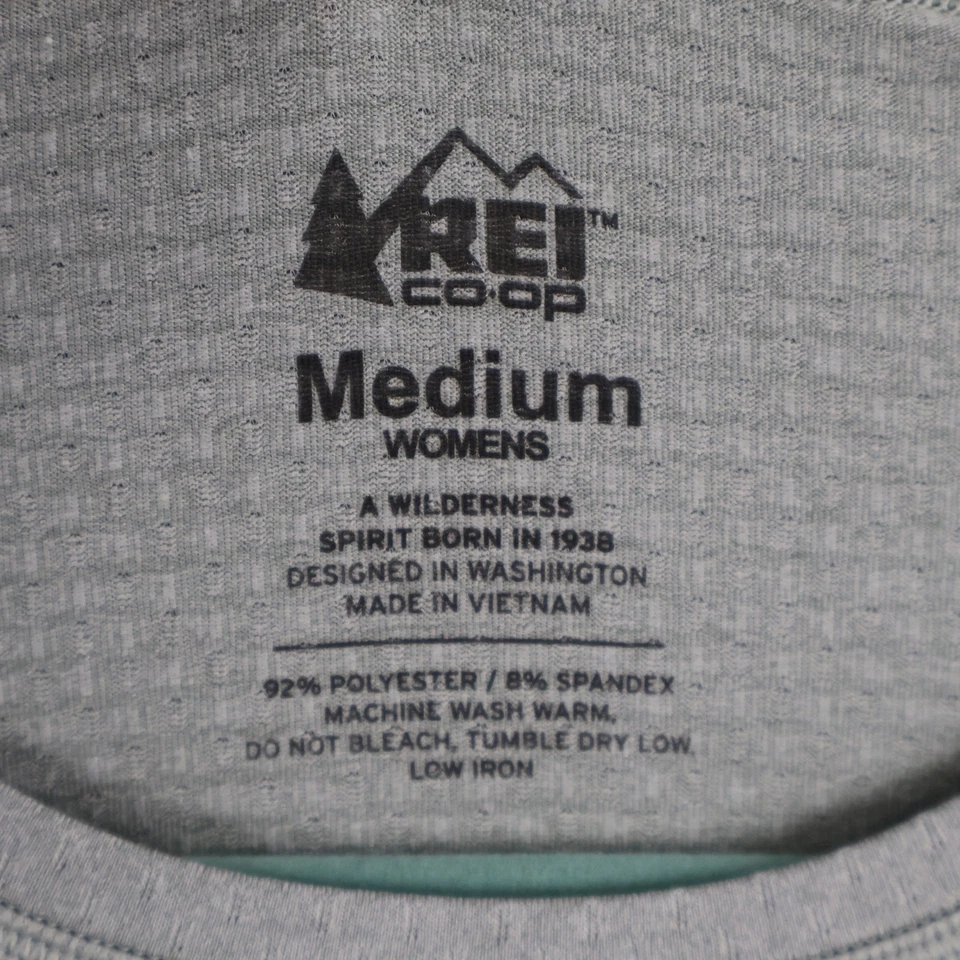 REI™
CO·OP
Medium
WOMENS
A WILDERNESS
SPIRIT BORN IN 1938
DESIGNED IN WASHINGTON
MADE IN VIETNAM
92% POLYESTER / 8% SPANDEX
MACHINE WASH WARM,
DO NOT BLEACH, TUMBLE DRY LOW,
LOW IRON